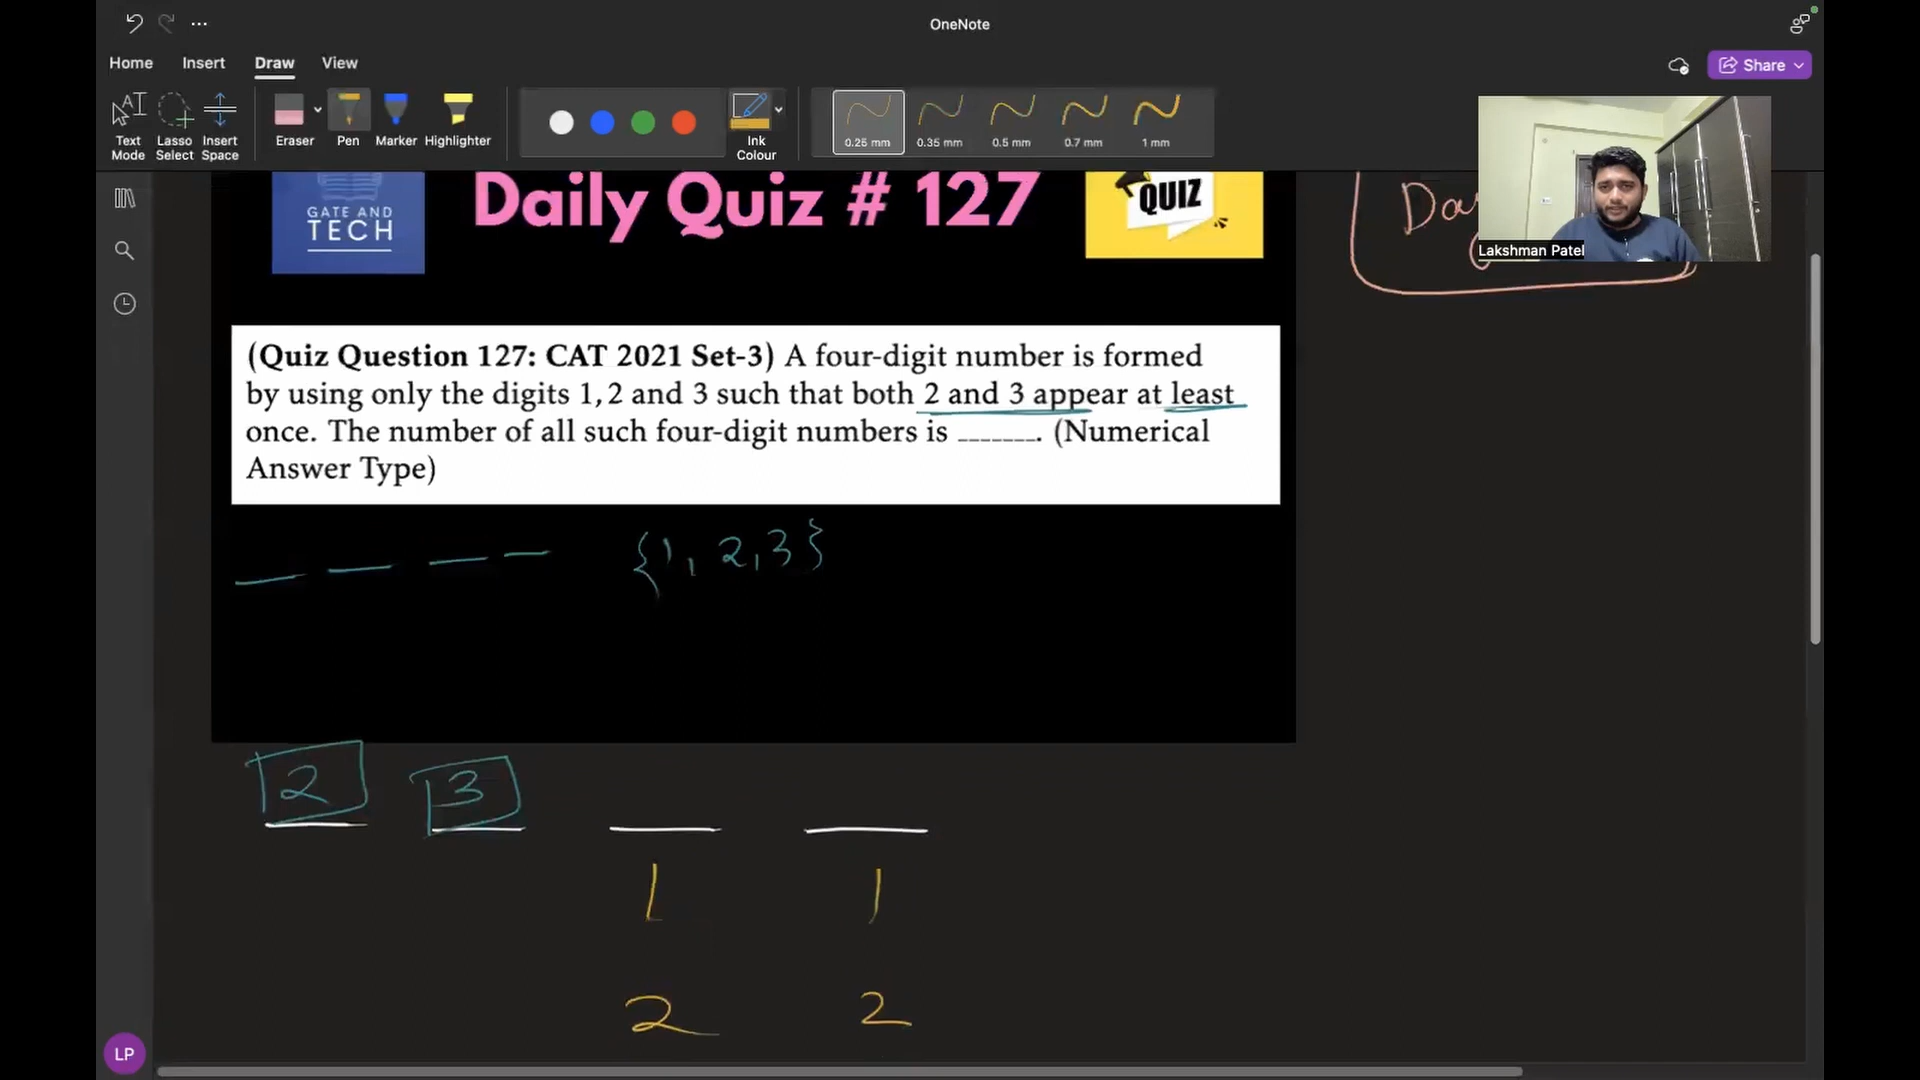 OneNote
Home Insert Draw View
Share
Text Mode
Lasso Select
Insert Space
Eraser
Pen
Marker
Highlighter
Ink Colour
0.25 mm
0.35 mm
0.5 mm
0.7 mm
1 mm
GATE AND
TECH
Daily Quiz # 127
QUIZ
Lakshman Patel
(Quiz Question 127: CAT 2021 Set-3) A four-digit number is formed
by using only the digits 1, 2 and 3 such that both 2 and 3 appear at least
once. The number of all such four-digit numbers is _______. (Numerical
Answer Type)
{1, 2, 3}
2 3
1 1
2 2
LP